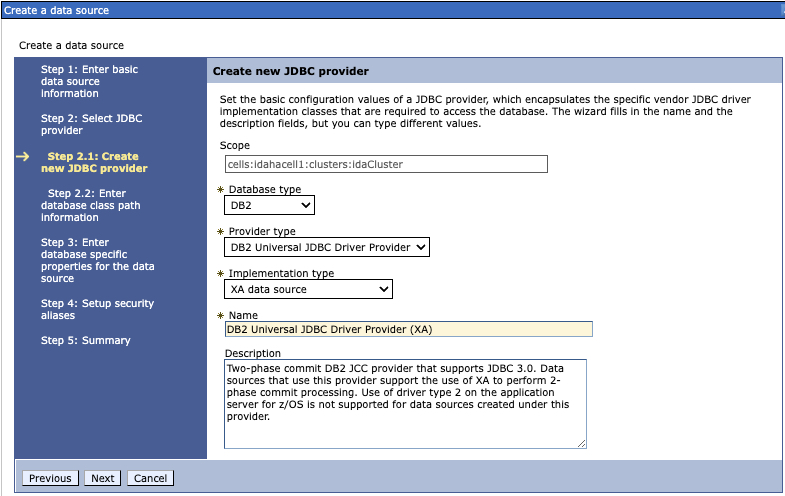 Create a data source
Create a data source
Step 1: Enter basic
data source
information
Step 2: Select JDBC
provider
Step 2.1: Create
new JDBC provider
Step 2.2: Enter
database class path
information
Step 3: Enter
database specific
properties for the data
source
Step 4: Setup security
aliases
Step 5: Summary
Create new JDBC provider
Set the basic configuration values of a JDBC provider, which encapsulates the specific vendor JDBC driver
implementation classes that are required to access the database. The wizard fills in the name and the
description fields, but you can type different values.
Scope
cells:idahacell1:clusters:idaCluster
* Database type
DB2
* Provider type
DB2 Universal JDBC Driver Provider
* Implementation type
XA data source
* Name
DB2 Universal JDBC Driver Provider (XA)
Description
Two-phase commit DB2 JCC provider that supports JDBC 3.0. Data
sources that use this provider support the use of XA to perform 2-
phase commit processing. Use of driver type 2 on the application
server for z/OS is not supported for data sources created under this
provider.
Previous Next Cancel